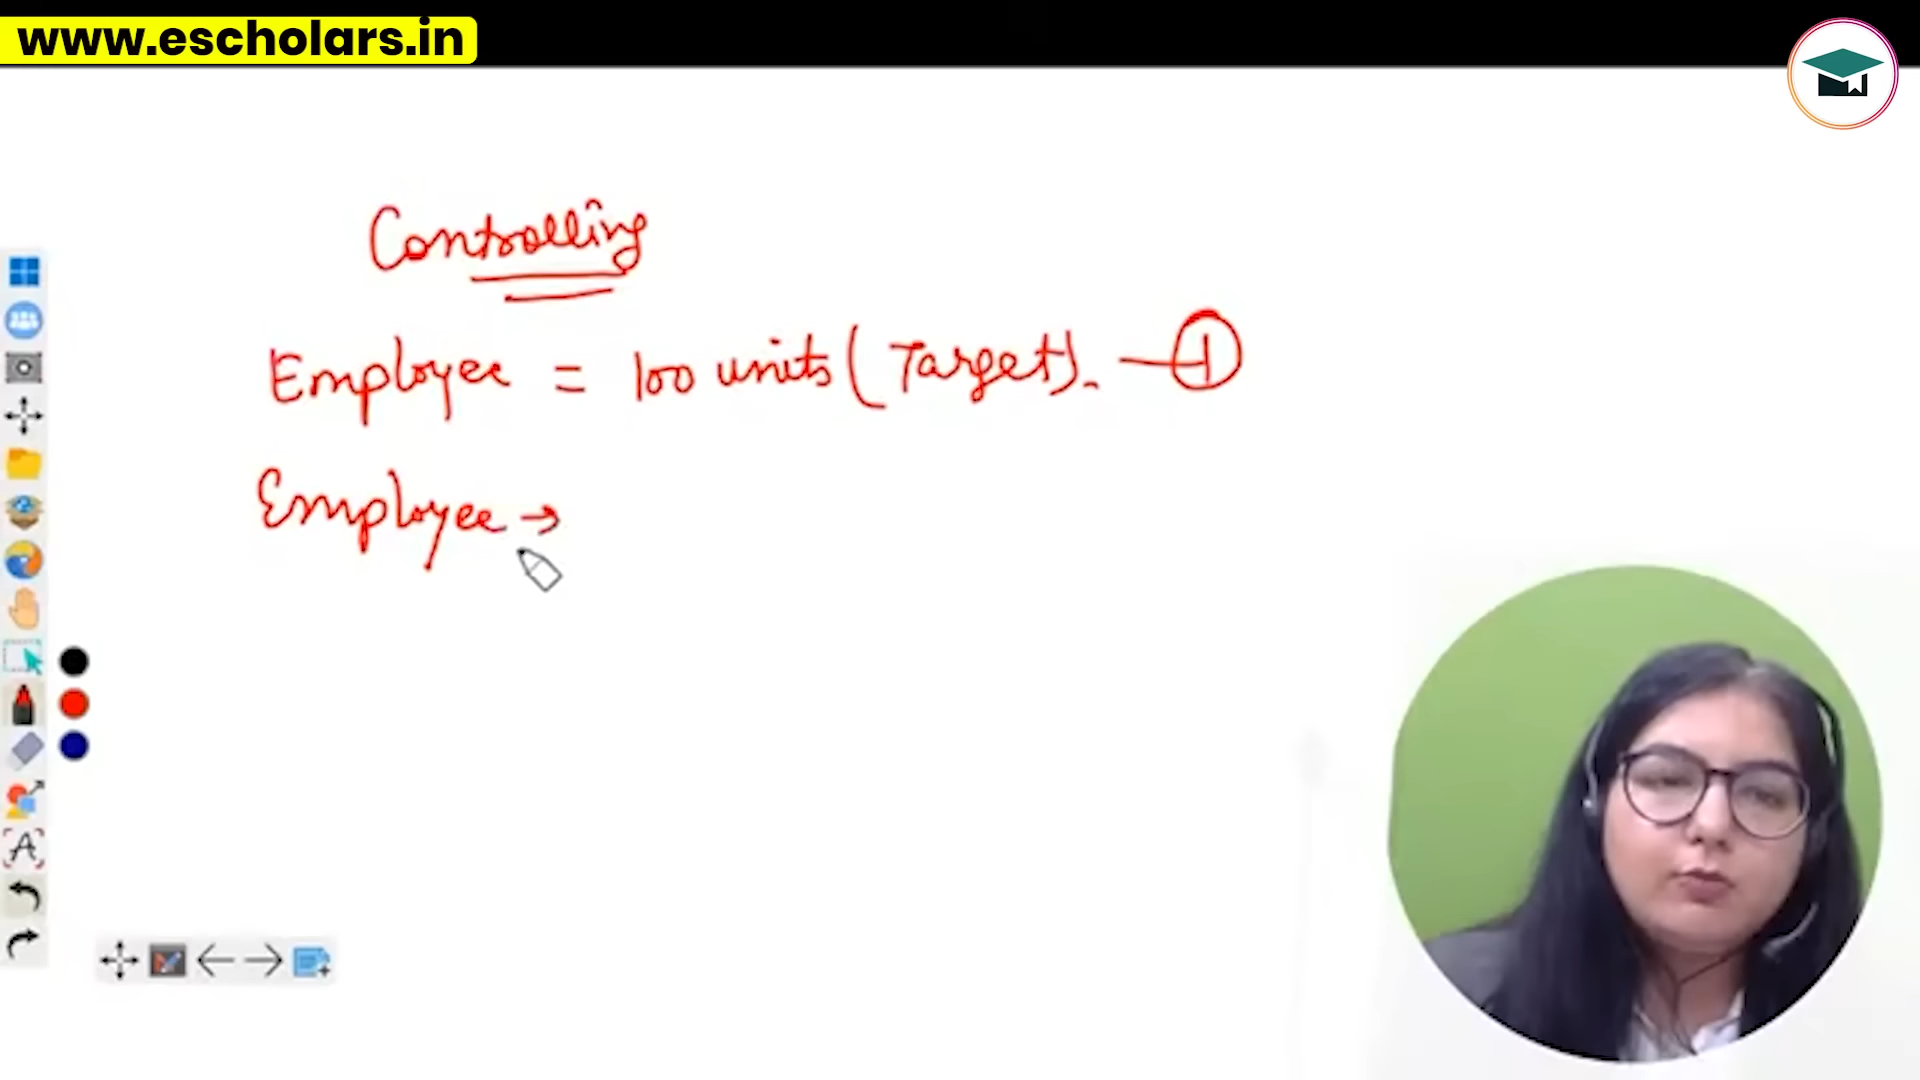 www.escholars.in
Controlling
Employee = 100 units (Target). — 1
Employee →